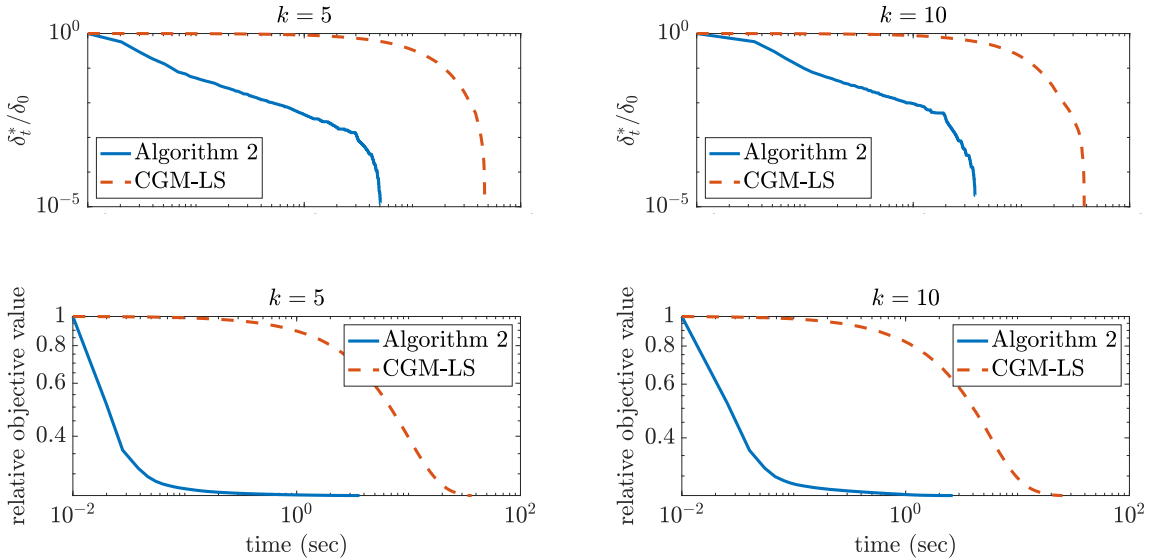 k = 5
10^0
10^{-5}
δ_t^*/δ_0
Algorithm 2
CGM-LS
k = 10
10^0
10^{-5}
δ_t^*/δ_0
Algorithm 2
CGM-LS
k = 5
1
0.8
0.6
0.4
relative objective value
Algorithm 2
CGM-LS
10^{-2} 10^0 10^2
time (sec)
k = 10
1
0.8
0.6
0.4
relative objective value
Algorithm 2
CGM-LS
10^{-2} 10^0 10^2
time (sec)